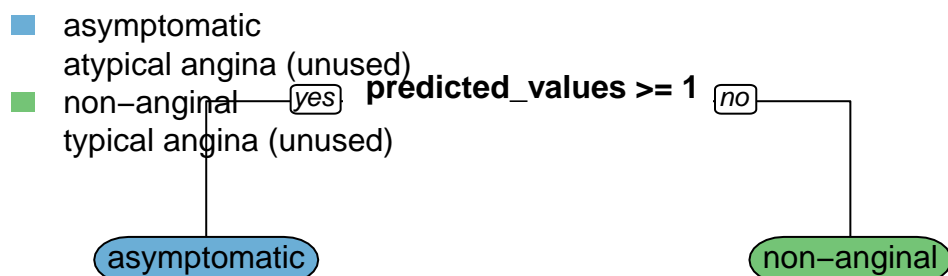 asymptomatic
atypical angina (unused)
non−anginal
typical angina (unused)
yes predicted_values >= 1 no
asymptomatic non−anginal